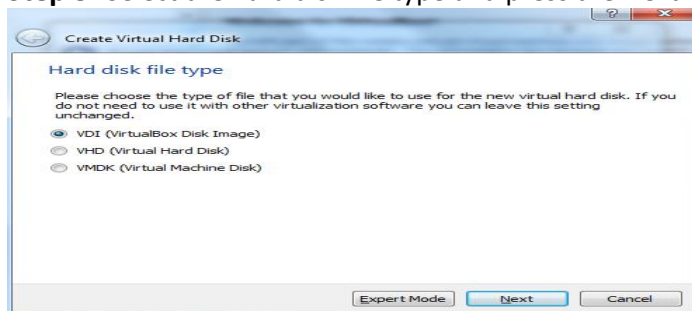 Create Virtual Hard Disk
Hard disk file type
Please choose the type of file that you would like to use for the new virtual hard disk. If you
do not need to use it with other virtualization software you can leave this setting
unchanged.
VDI (VirtualBox Disk Image)
VHD (Virtual Hard Disk)
VMDK (Virtual Machine Disk)
Expert Mode Next Cancel